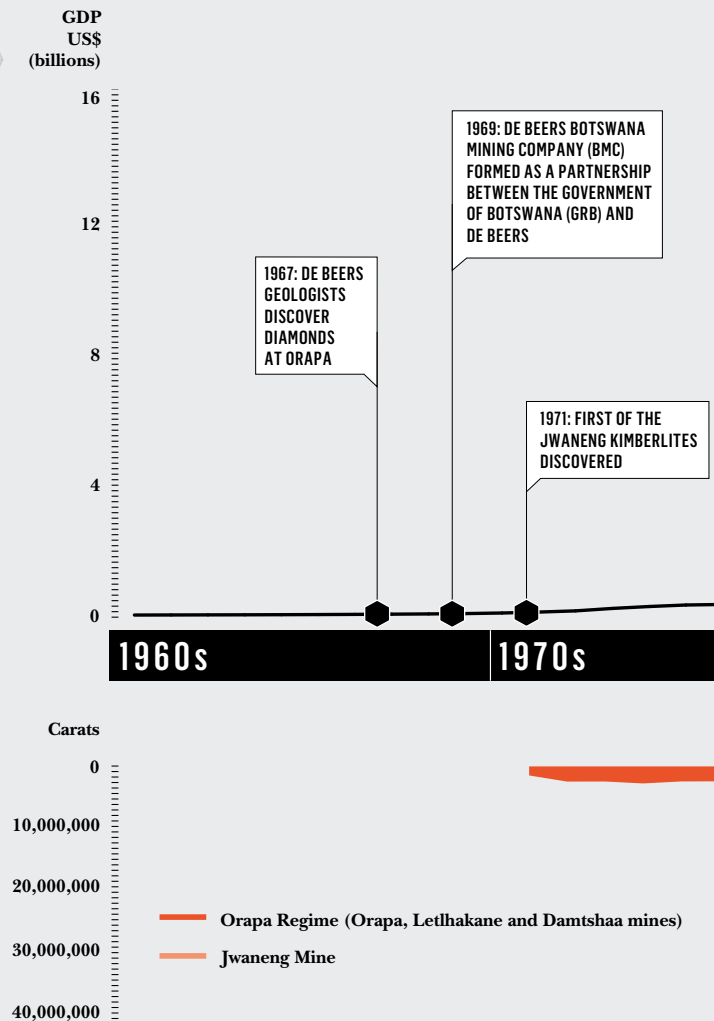 GDP
US$
(billions)
16
12
8
4
0
1969: DE BEERS BOTSWANA
MINING COMPANY (BMC)
FORMED AS A PARTNERSHIP
BETWEEN THE GOVERNMENT
OF BOTSWANA (GRB) AND
DE BEERS
1967: DE BEERS
GEOLOGISTS
DISCOVER
DIAMONDS
AT ORAPA
1971: FIRST OF THE
JWANENG KIMBERLITES
DISCOVERED
1960s
1970s
Carats
0
10,000,000
20,000,000
30,000,000
40,000,000
Orapa Regime (Orapa, Letlhakane and Damtshaa mines)
Jwaneng Mine